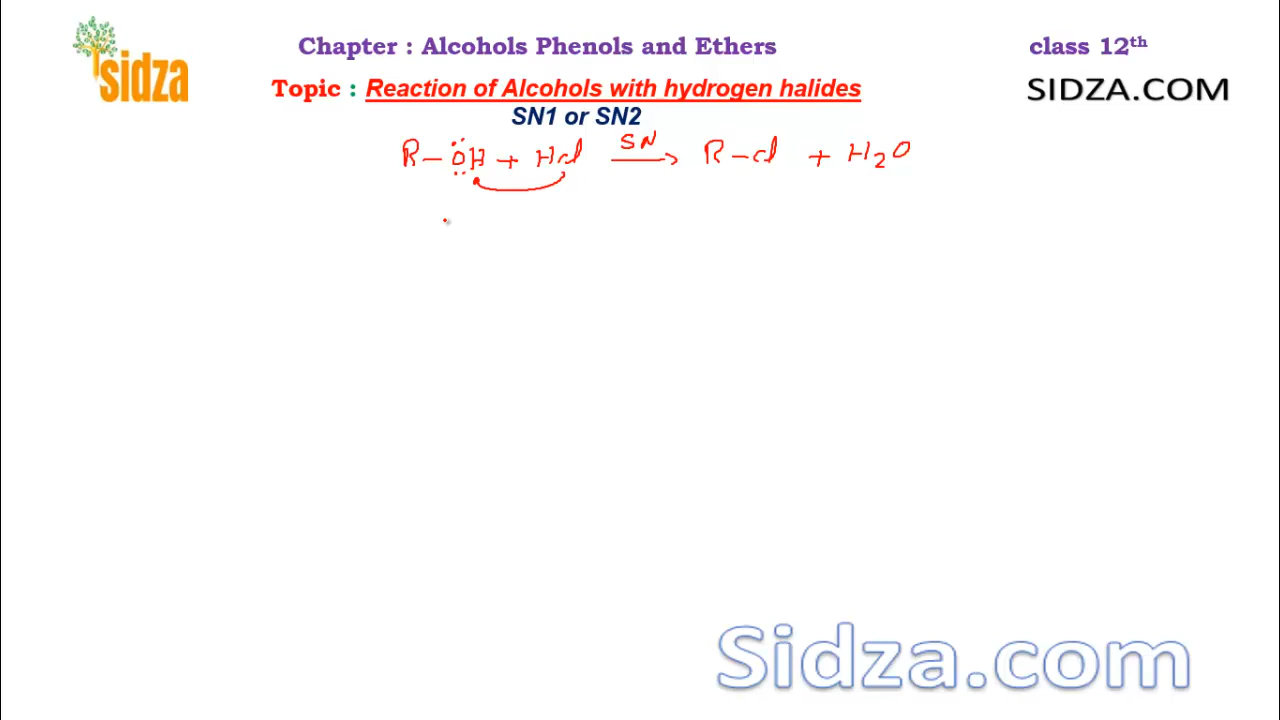 sidza
Chapter : Alcohols Phenols and Ethers class 12th
Topic : Reaction of Alcohols with hydrogen halides SIDZA.COM
SN1 or SN2
R - ÖH + Hcl SN → R - cl + H2O
Sidza.com